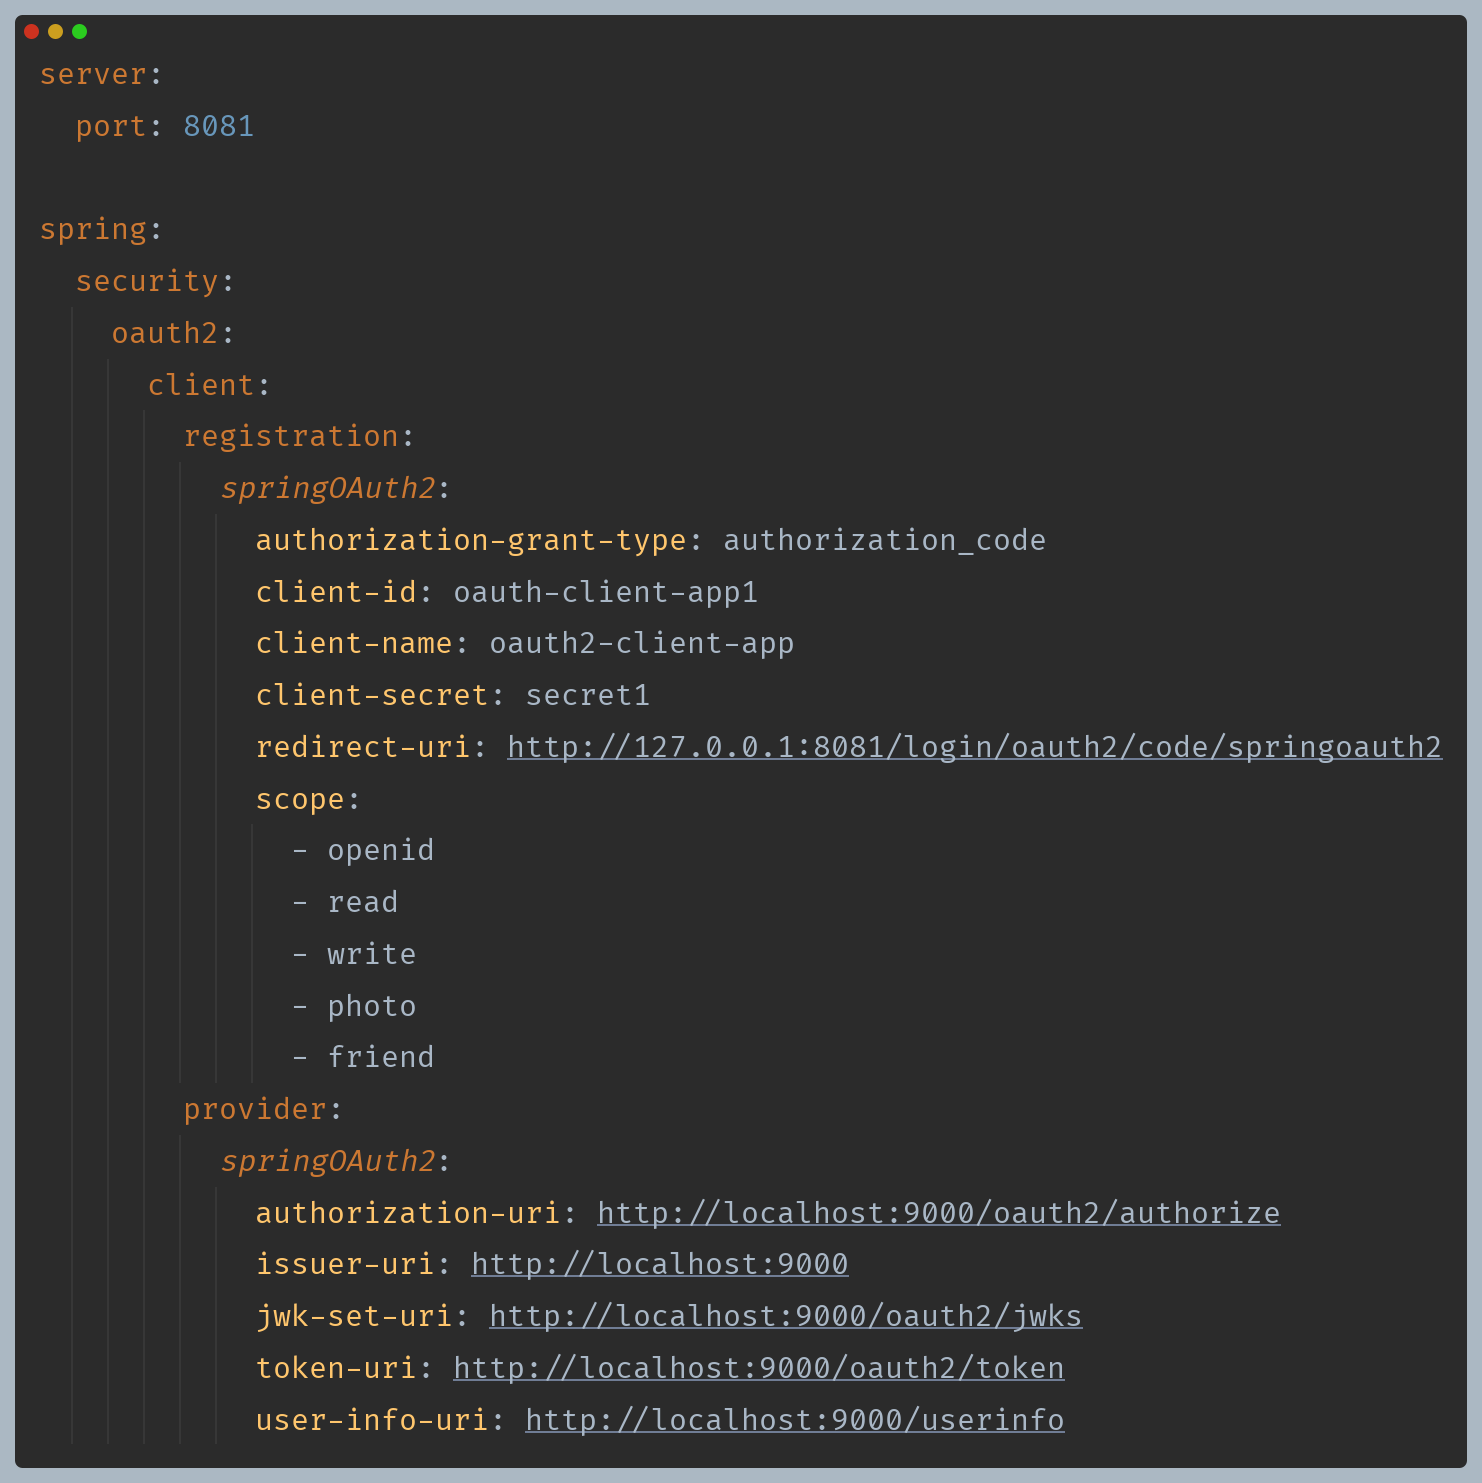 server:
  port: 8081

spring:
  security:
    oauth2:
      client:
        registration:
          springOAuth2:
            authorization-grant-type: authorization_code
            client-id: oauth-client-app1
            client-name: oauth2-client-app
            client-secret: secret1
            redirect-uri: http://127.0.0.1:8081/login/oauth2/code/springoauth2
            scope:
              - openid
              - read
              - write
              - photo
              - friend
        provider:
          springOAuth2:
            authorization-uri: http://localhost:9000/oauth2/authorize
            issuer-uri: http://localhost:9000
            jwk-set-uri: http://localhost:9000/oauth2/jwks
            token-uri: http://localhost:9000/oauth2/token
            user-info-uri: http://localhost:9000/userinfo